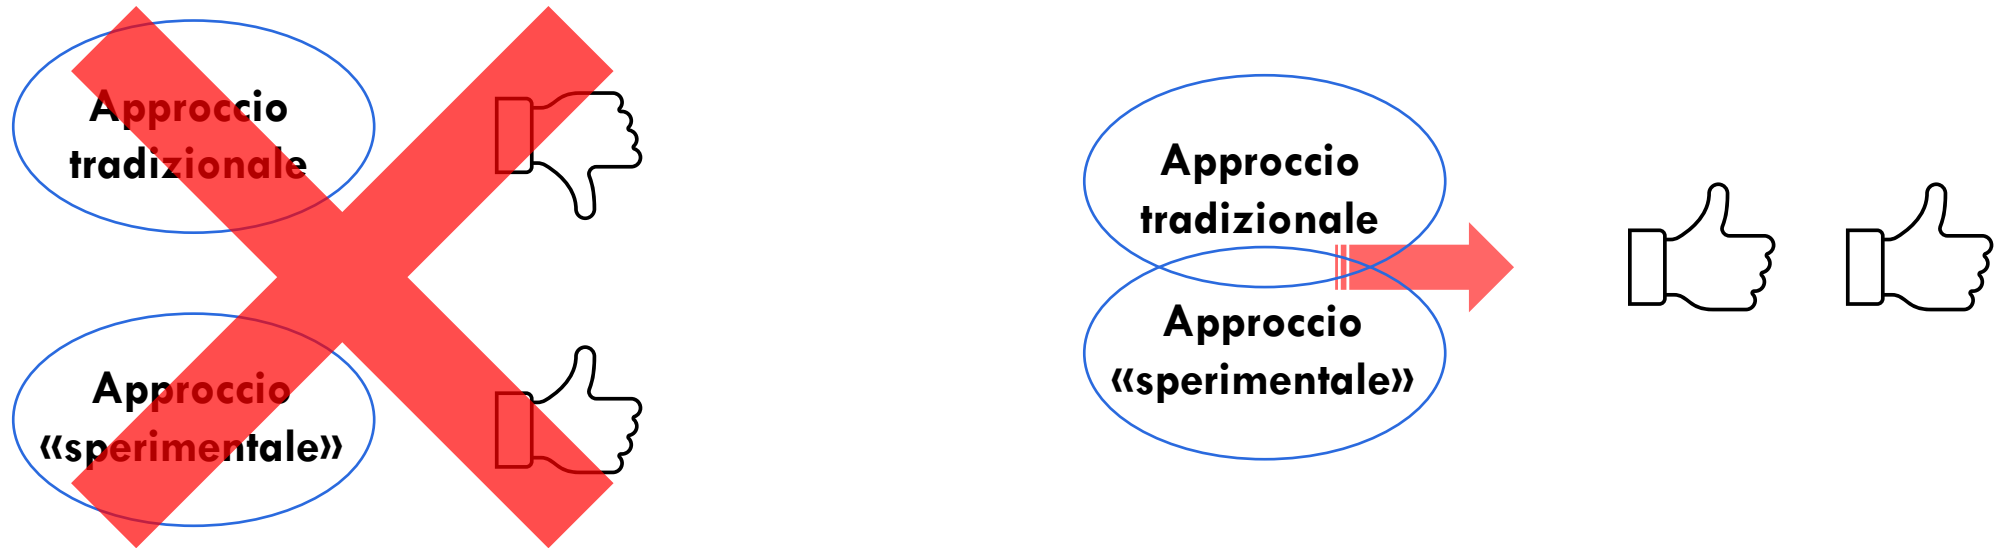 Approccio
tradizionale
Approccio
«sperimentale»
Approccio
tradizionale
Approccio
«sperimentale»